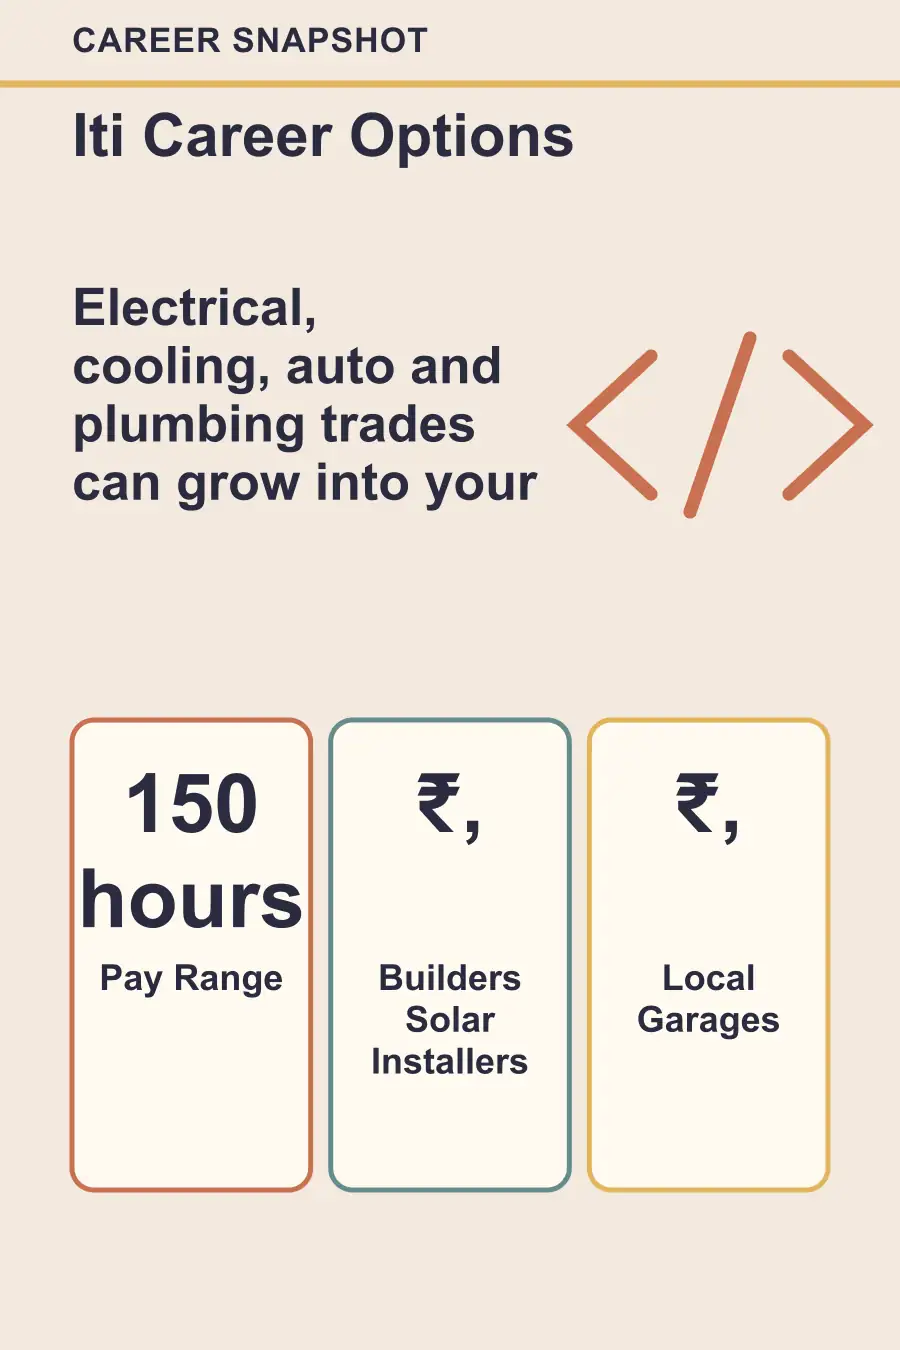 CAREER SNAPSHOT
Iti Career Options
Electrical,
cooling, auto and
plumbing trades
can grow into your
150
hours
Pay Range
₹,
Builders
Solar
Installers
₹,
Local
Garages